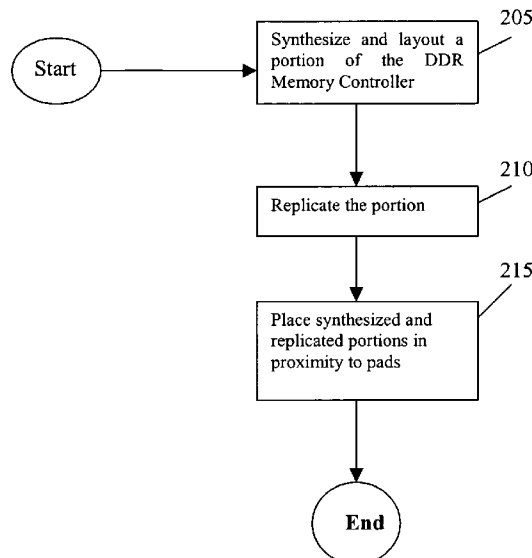 205
Start
Synthesize and layout a
portion of the DDR
Memory Controller
210
Replicate the portion
215
Place synthesized and
replicated portions in
proximity to pads
End